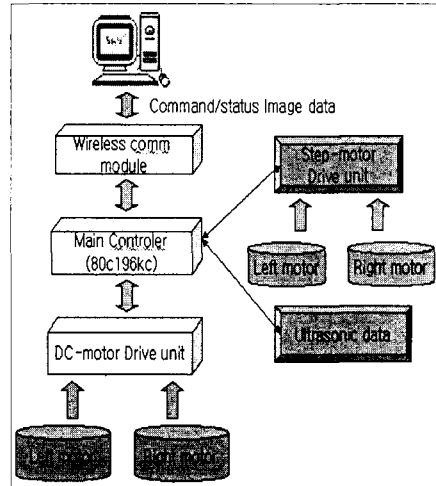 Command/status Image data
Wireless comm
module
Step-motor
Drive unit
Main Controler
(80c196kc)
Left motor
Right motor
Ultrasonic data
DC-motor Drive unit
Left motor
Right motor